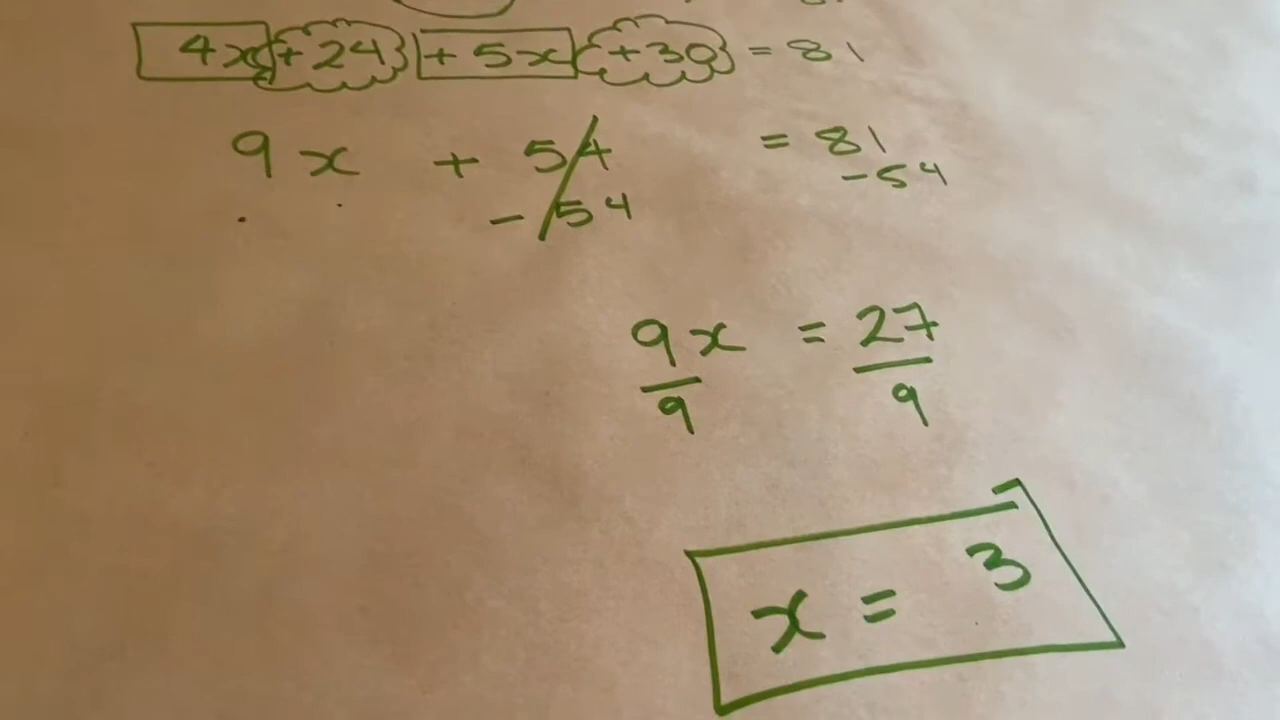 4x + 24 + 5x + 30 = 81
9x + 54 = 81
- 54 - 54
9x = 27
9 9
x = 3